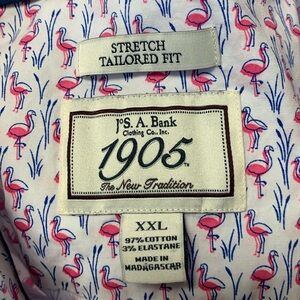 STRETCH
TAILORED FIT
JoS. A. Bank
Clothing Co., Inc.
1905
TM
The New Tradition
XXL
97% COTTON
3% ELASTANE
MADE IN
MADAGASCAR